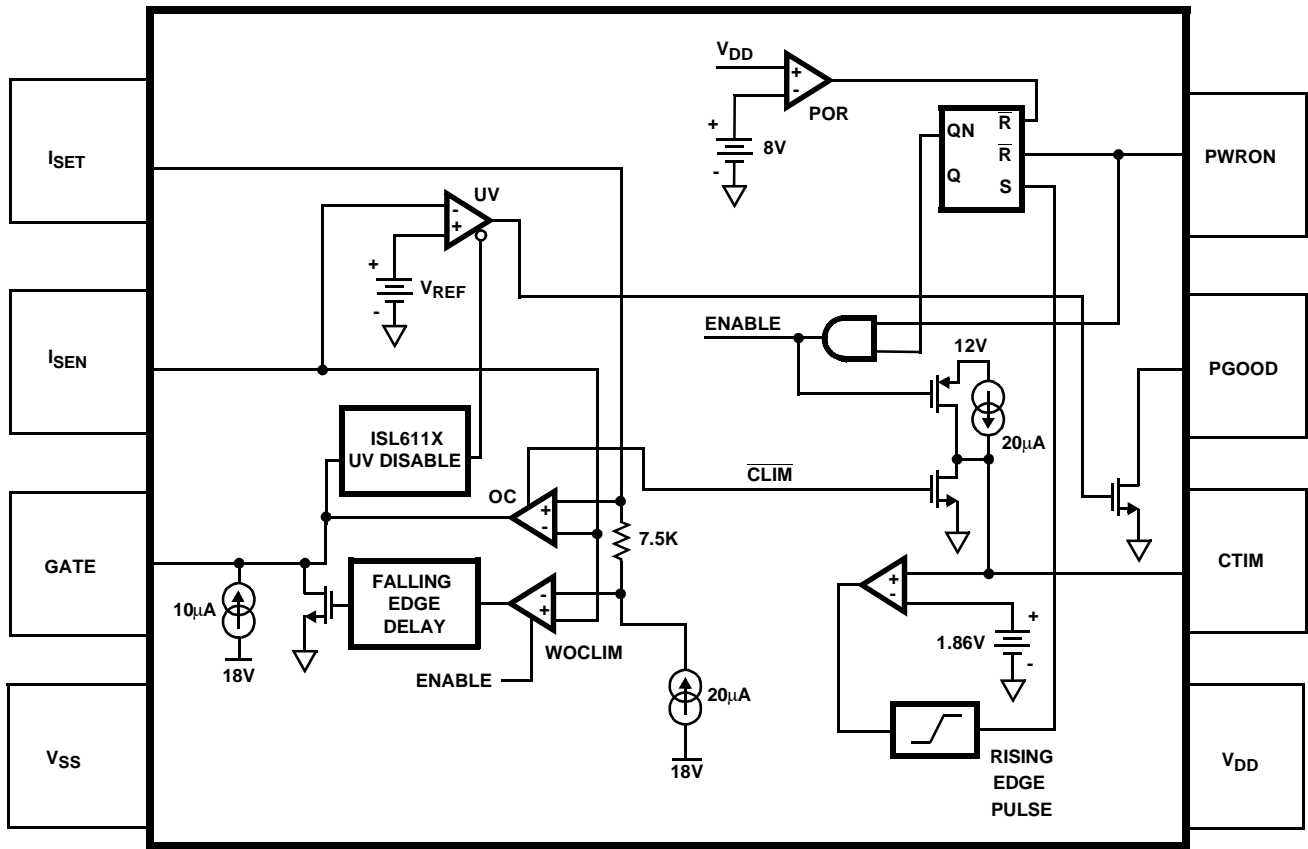 V_DD
+
-
POR
+
-
8V
QN
R̅
R̅
Q
S
PWRON
I_SET
UV
-
+
+
-
V_REF
ENABLE
12V
20μA
PGOOD
I_SEN
ISL611X
UV DISABLE
C̅L̅I̅M̅
OC
+
-
7.5K
GATE
10μA
18V
FALLING
EDGE
DELAY
-
+
WOCLIM
ENABLE
20μA
18V
+
-
1.86V
+
-
CTIM
RISING
EDGE
PULSE
V_SS
V_DD